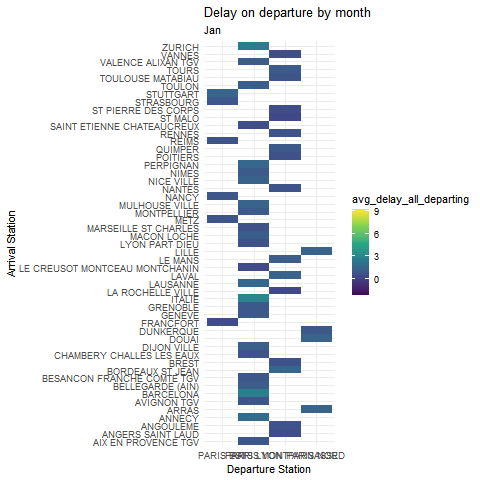 Delay on departure by month
Jan
ZURICH
VANNES
VALENCE ALIXAN TGV
TOURS
TOULOUSE MATABIAU
TOULON
STUTTGART
STRASBOURG
ST PIERRE DES CORPS
ST MALO
SAINT ETIENNE CHATEAUCREUX
RENNES
REIMS
QUIMPER
POITIERS
PERPIGNAN
NIMES
NICE VILLE
NANTES
NANCY
MULHOUSE VILLE
MONTPELLIER
METZ
MARSEILLE ST CHARLES
MACON LOCHE
LYON PART DIEU
LILLE
LE MANS
LE CREUSOT MONTCEAU MONTCHANIN
LAVAL
LAUSANNE
LA ROCHELLE VILLE
ITALIE
GRENOBLE
GENEVE
FRANCFORT
DUNKERQUE
DOUAI
DIJON VILLE
CHAMBERY CHALLES LES EAUX
BREST
BORDEAUX ST JEAN
BESANCON FRANCHE COMTE TGV
BELLEGARDE (AIN)
BARCELONA
AVIGNON TGV
ARRAS
ANNECY
ANGOULEME
ANGERS SAINT LAUD
AIX EN PROVENCE TGV
Arrival Station
PARIS LYON
Departure Station
avg_delay_all_departing
9
6
3
0